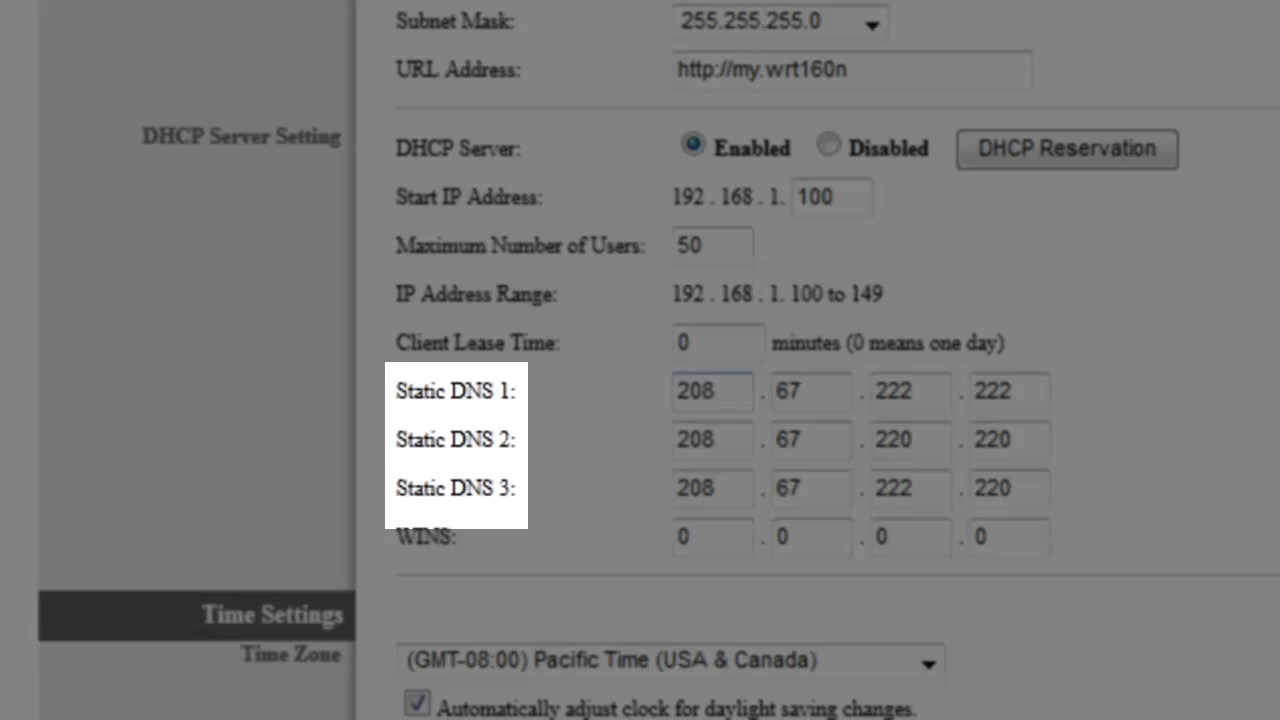 Subnet Mask: 255.255.255.0
URL Address: http://my.wrt160n
DHCP Server Setting
DHCP Server: Enabled Disabled DHCP Reservation
Start IP Address: 192 . 168 . 1. 100
Maximum Number of Users: 50
IP Address Range: 192 . 168 . 1. 100 to 149
Client Lease Time: 0 minutes (0 means one day)
Static DNS 1: 208 . 67 . 222 . 222
Static DNS 2: 208 . 67 . 220 . 220
Static DNS 3: 208 . 67 . 222 . 220
WINS: 0 . 0 . 0 . 0
Time Settings
Time Zone
(GMT-08:00) Pacific Time (USA & Canada)
Automatically adjust clock for daylight saving changes.